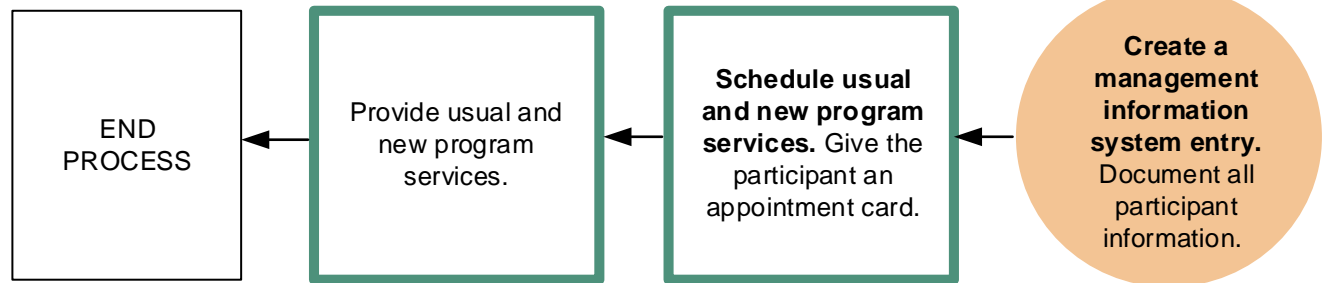 END
PROCESS
Provide usual and
new program
services.
Schedule usual
and new program
services. Give the
participant an
appointment card.
Create a
management
information
system entry.
Document all
participant
information.